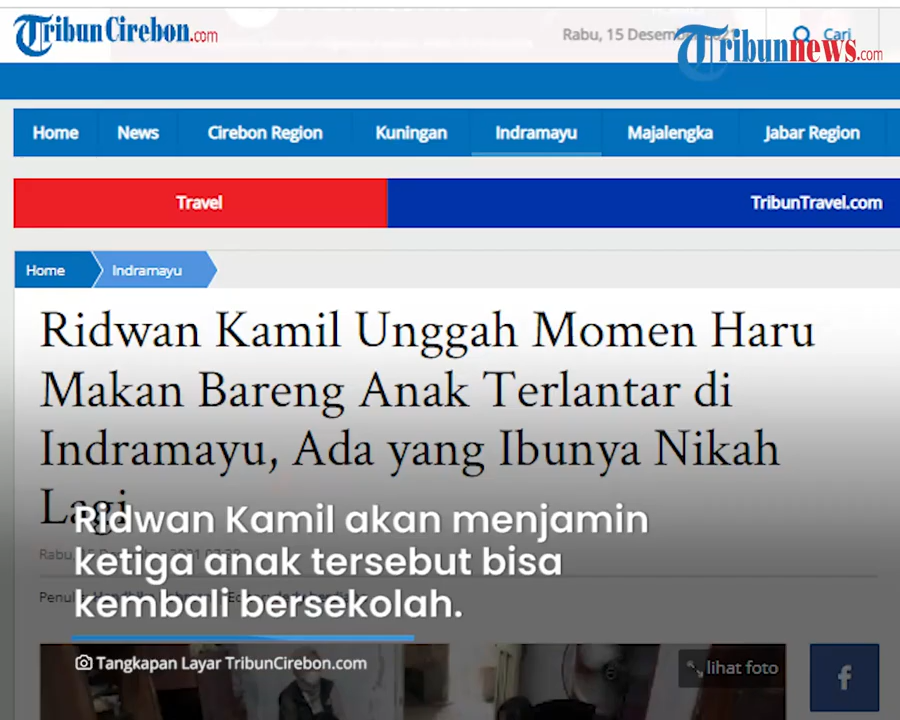 TribunCirebon.com
Rabu, 15 Desember 2021
Cari
Tribunnews.com
Home News Cirebon Region Kuningan Indramayu Majalengka Jabar Region
Travel TribunTravel.com
Home Indramayu
Ridwan Kamil Unggah Momen Haru
Makan Bareng Anak Terlantar di
Indramayu, Ada yang Ibunya Nikah
Lagi
Ridwan Kamil akan menjamin
ketiga anak tersebut bisa
kembali bersekolah.
Tangkapan Layar TribunCirebon.com
lihat foto
f